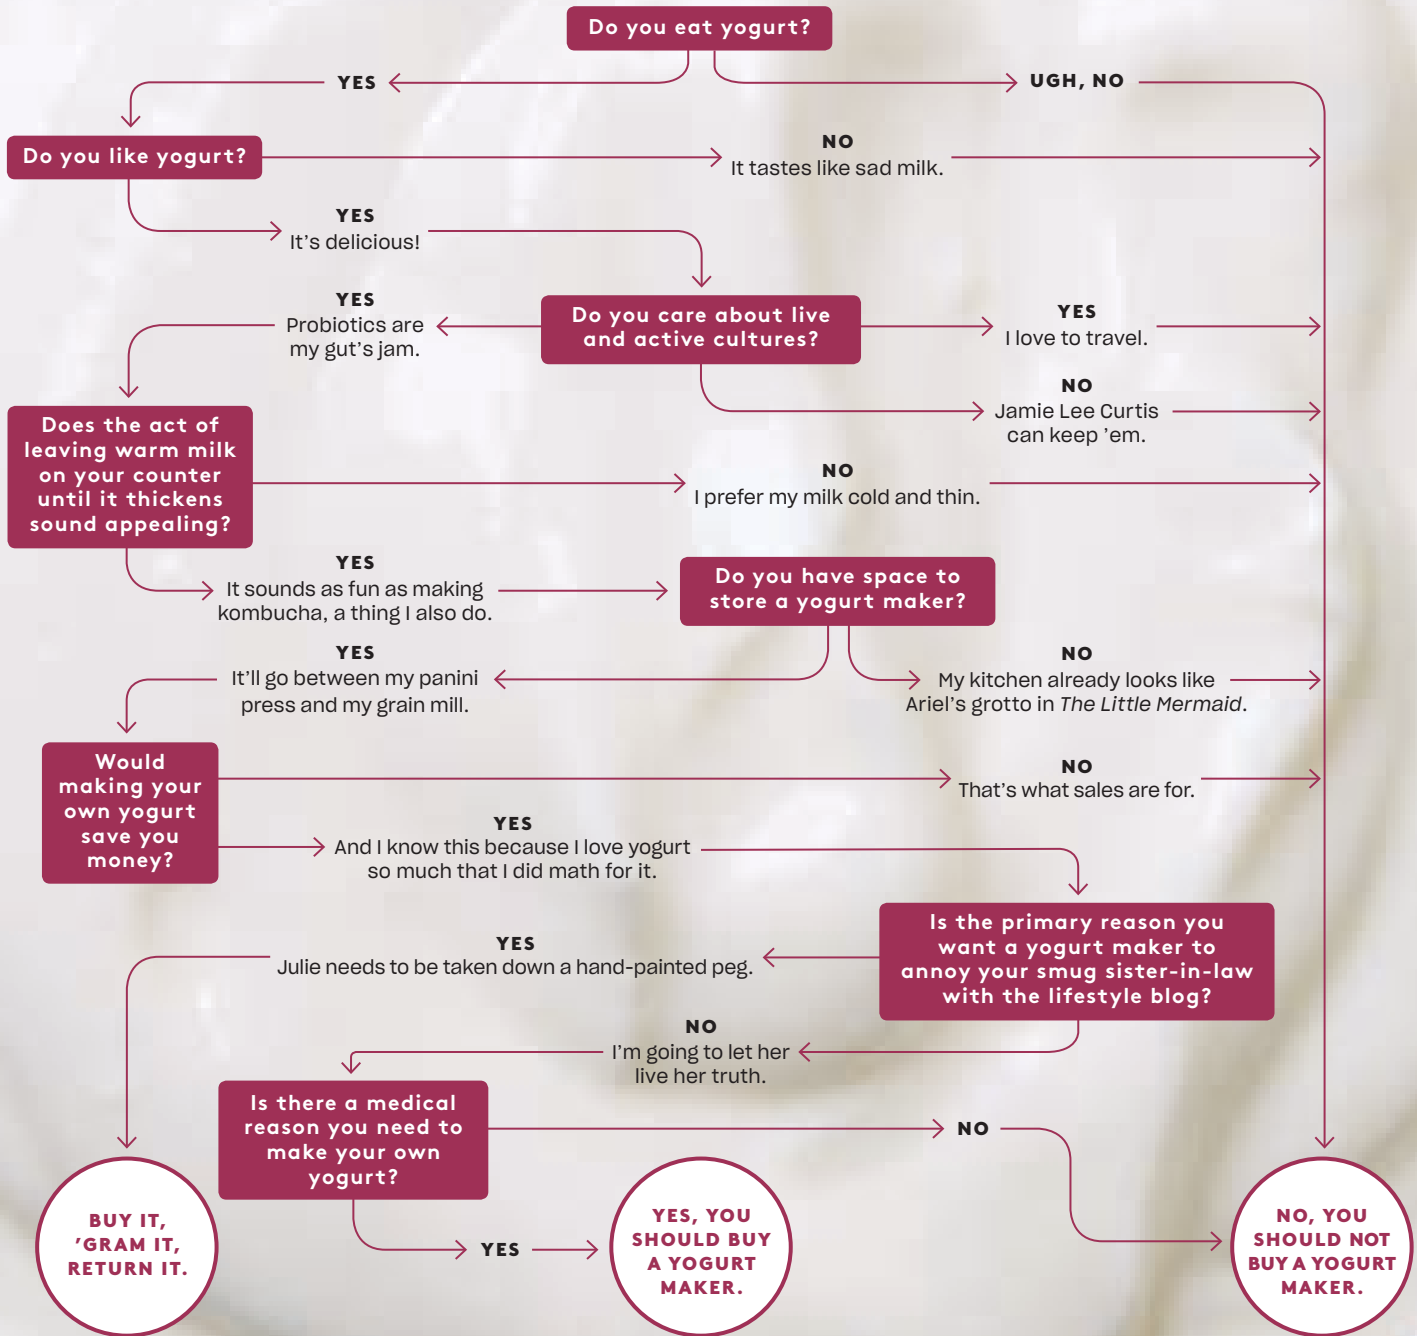 Do you eat yogurt?
YES
UGH, NO
Do you like yogurt?
NO
It tastes like sad milk.
YES
It's delicious!
YES
Probiotics are
my gut's jam.
Do you care about live
and active cultures?
YES
I love to travel.
NO
Jamie Lee Curtis
can keep ’em.
Does the act of
leaving warm milk
on your counter
until it thickens
sound appealing?
NO
I prefer my milk cold and thin.
YES
It sounds as fun as making
kombucha, a thing I also do.
Do you have space to
store a yogurt maker?
YES
It'll go between my panini
press and my grain mill.
NO
My kitchen already looks like
Ariel's grotto in The Little Mermaid.
Would
making your
own yogurt
save you
money?
NO
That's what sales are for.
YES
And I know this because I love yogurt
so much that I did math for it.
Is the primary reason you
want a yogurt maker to
annoy your smug sister-in-law
with the lifestyle blog?
YES
Julie needs to be taken down a hand-painted peg.
NO
I'm going to let her
live her truth.
Is there a medical
reason you need to
make your own
yogurt?
NO
YES
BUY IT,
’GRAM IT,
RETURN IT.
YES, YOU
SHOULD BUY
A YOGURT
MAKER.
NO, YOU
SHOULD NOT
BUY A YOGURT
MAKER.